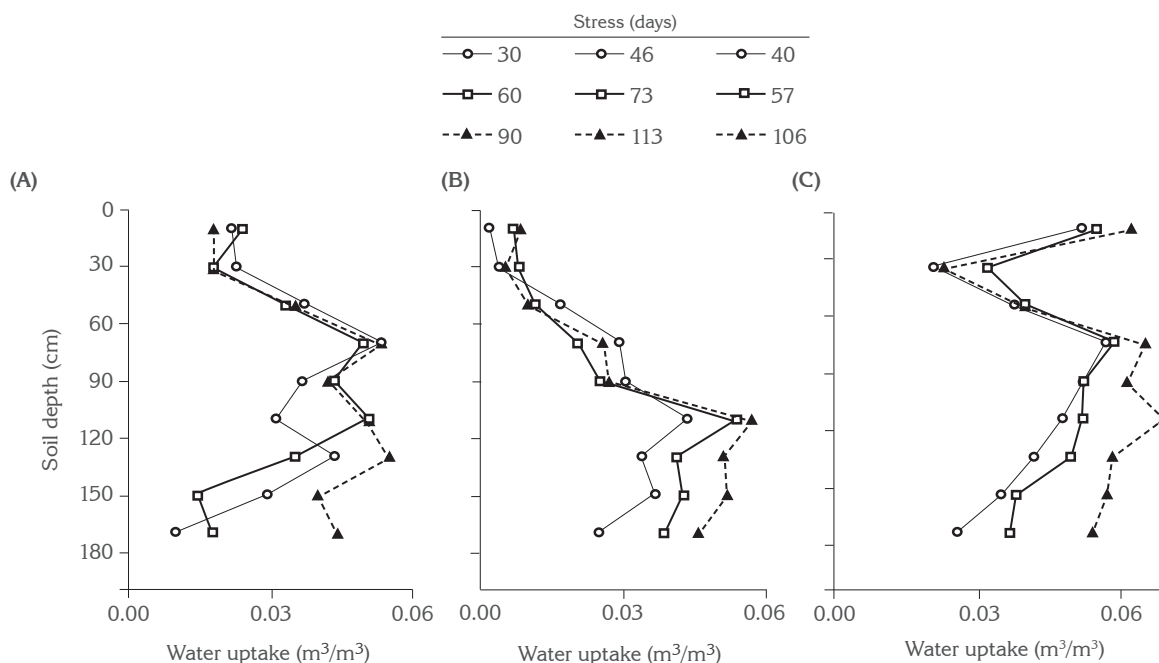 Stress (days)
30 46 40
60 73 57
90 113 106
(A) (B) (C)
0
30
60
90
120
150
180
Soil depth (cm)
0.00 0.03 0.06 0.00 0.03 0.06 0.00 0.03 0.06
Water uptake (m³/m³) Water uptake (m³/m³) Water uptake (m³/m³)